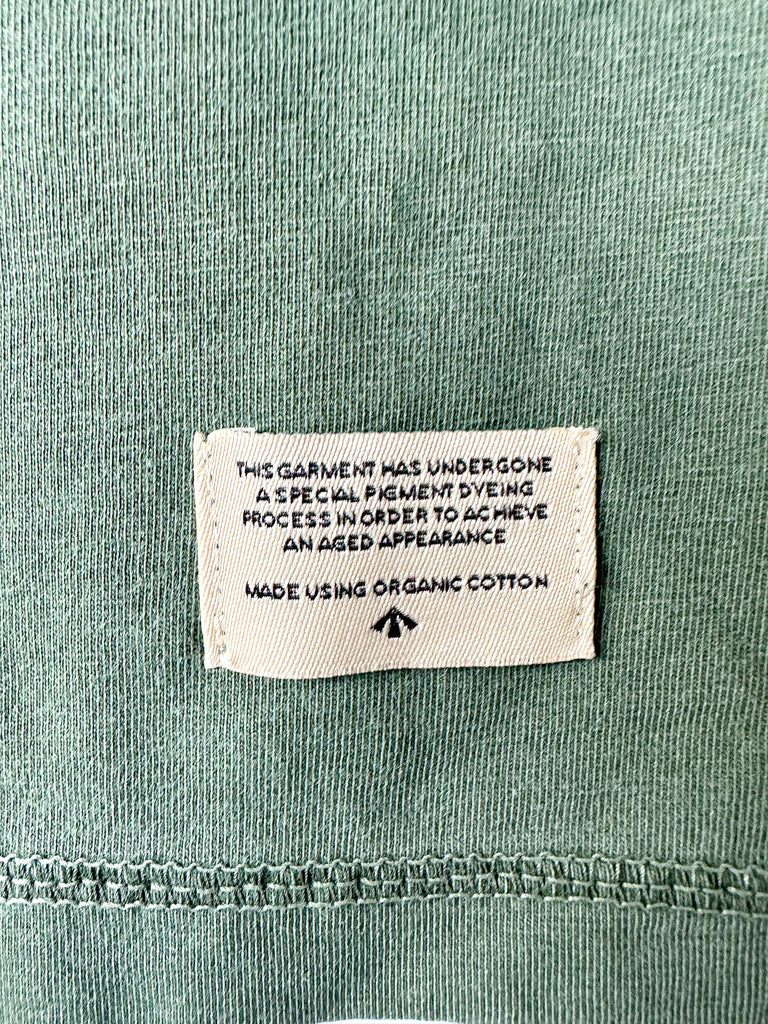 THIS GARMENT HAS UNDERGONE
A SPECIAL PIGMENT DYEING
PROCESS IN ORDER TO ACHIEVE
AN AGED APPEARANCE
MADE USING ORGANIC COTTON